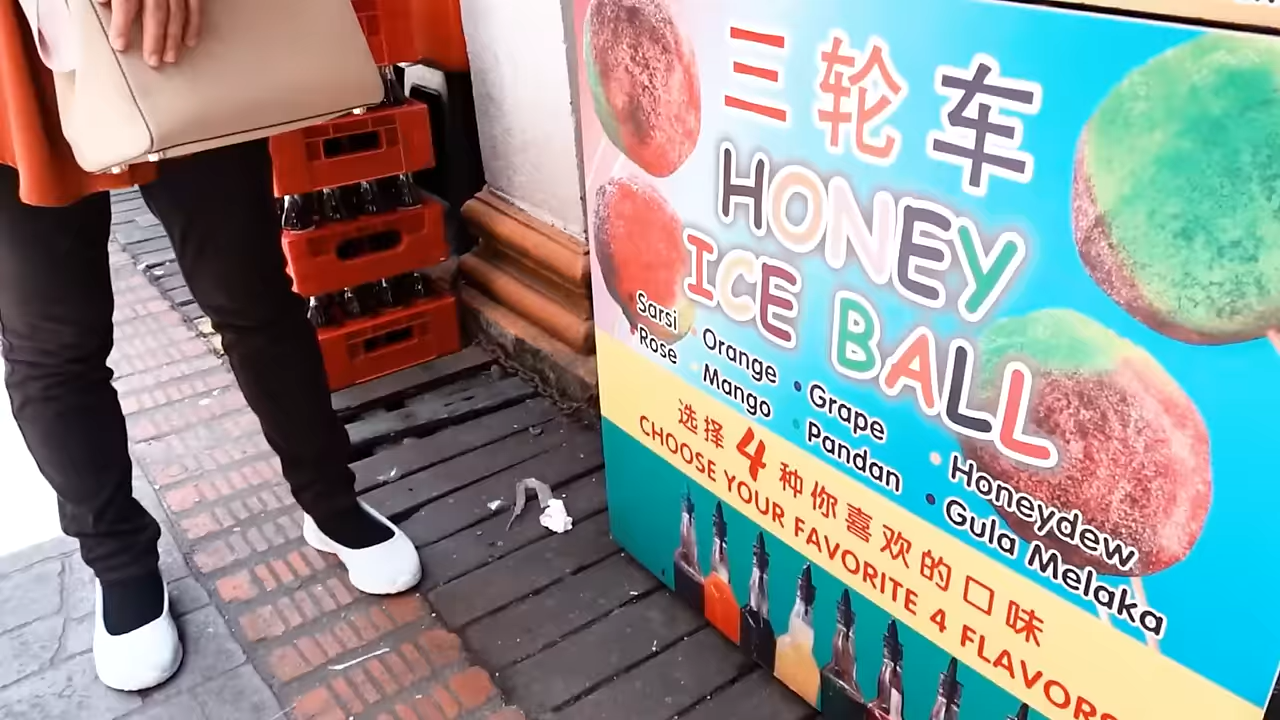 三轮车
HONEY
ICE BALL
Sarsi • Orange • Grape • Honeydew
• Rose • Mango • Pandan • Gula Melaka
选择4种你喜欢的口味
CHOOSE YOUR FAVORITE 4 FLAVORS